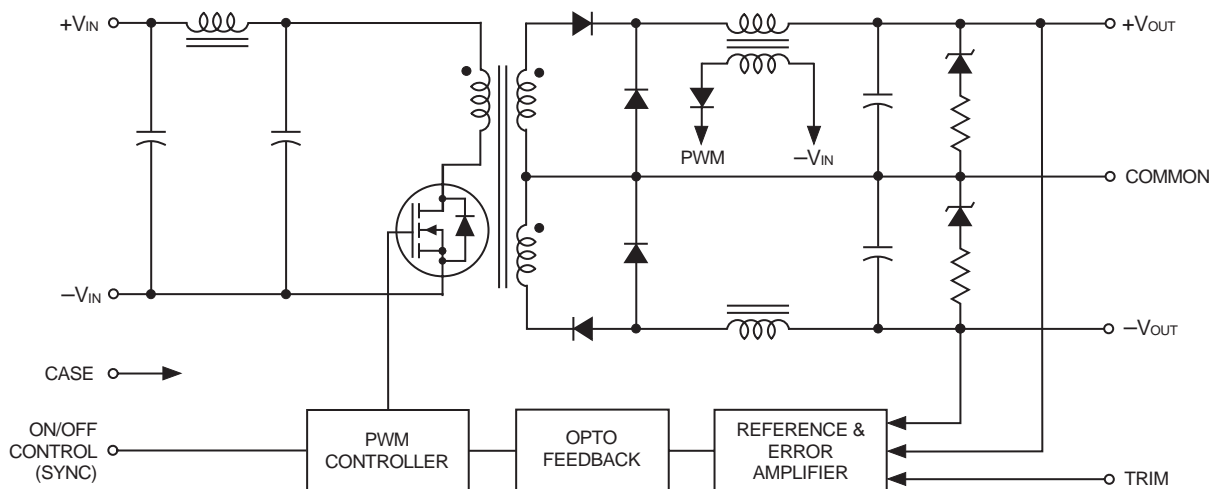 +VIN
+VOUT
PWM
–VIN
COMMON
–VIN
–VOUT
CASE
ON/OFF
CONTROL
(SYNC)
PWM
CONTROLLER
OPTO
FEEDBACK
REFERENCE &
ERROR
AMPLIFIER
TRIM